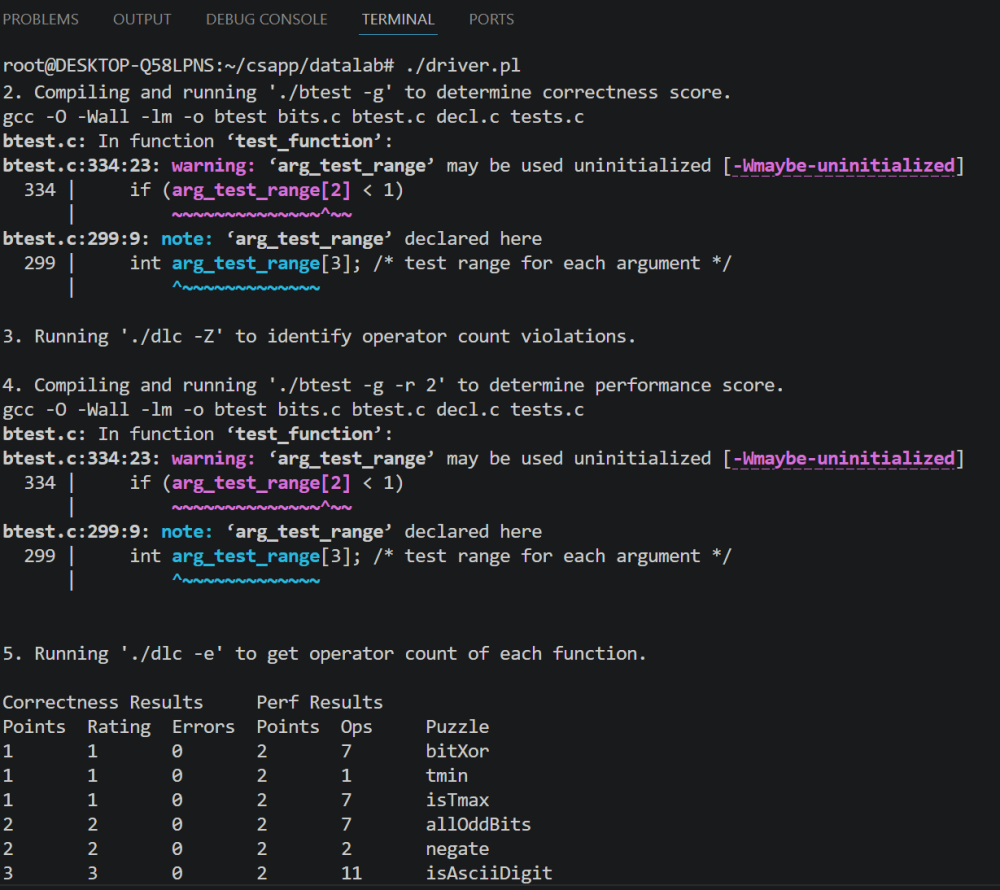 PROBLEMS OUTPUT DEBUG CONSOLE TERMINAL PORTS
root@DESKTOP-Q58LPNS:~/csapp/datalab# ./driver.pl
2. Compiling and running './btest -g' to determine correctness score.
gcc -O -Wall -lm -o btest bits.c btest.c decl.c tests.c
btest.c: In function ‘test_function’:
btest.c:334:23: warning: ‘arg_test_range’ may be used uninitialized [-Wmaybe-uninitialized]
  334 |     if (arg_test_range[2] < 1)
      |         ~~~~~~~~~~~~~~^~~
btest.c:299:9: note: ‘arg_test_range’ declared here
  299 |     int arg_test_range[3]; /* test range for each argument */
      |         ^~~~~~~~~~~~~~
3. Running './dlc -Z' to identify operator count violations.
4. Compiling and running './btest -g -r 2' to determine performance score.
gcc -O -Wall -lm -o btest bits.c btest.c decl.c tests.c
btest.c: In function ‘test_function’:
btest.c:334:23: warning: ‘arg_test_range’ may be used uninitialized [-Wmaybe-uninitialized]
  334 |     if (arg_test_range[2] < 1)
      |         ~~~~~~~~~~~~~~^~~
btest.c:299:9: note: ‘arg_test_range’ declared here
  299 |     int arg_test_range[3]; /* test range for each argument */
      |         ^~~~~~~~~~~~~~
5. Running './dlc -e' to get operator count of each function.
Correctness Results     Perf Results
Points  Rating  Errors  Points  Ops     Puzzle
1       1       0       2       7       bitXor
1       1       0       2       1       tmin
1       1       0       2       7       isTmax
2       2       0       2       7       allOddBits
2       2       0       2       2       negate
3       3       0       2       11      isAsciiDigit